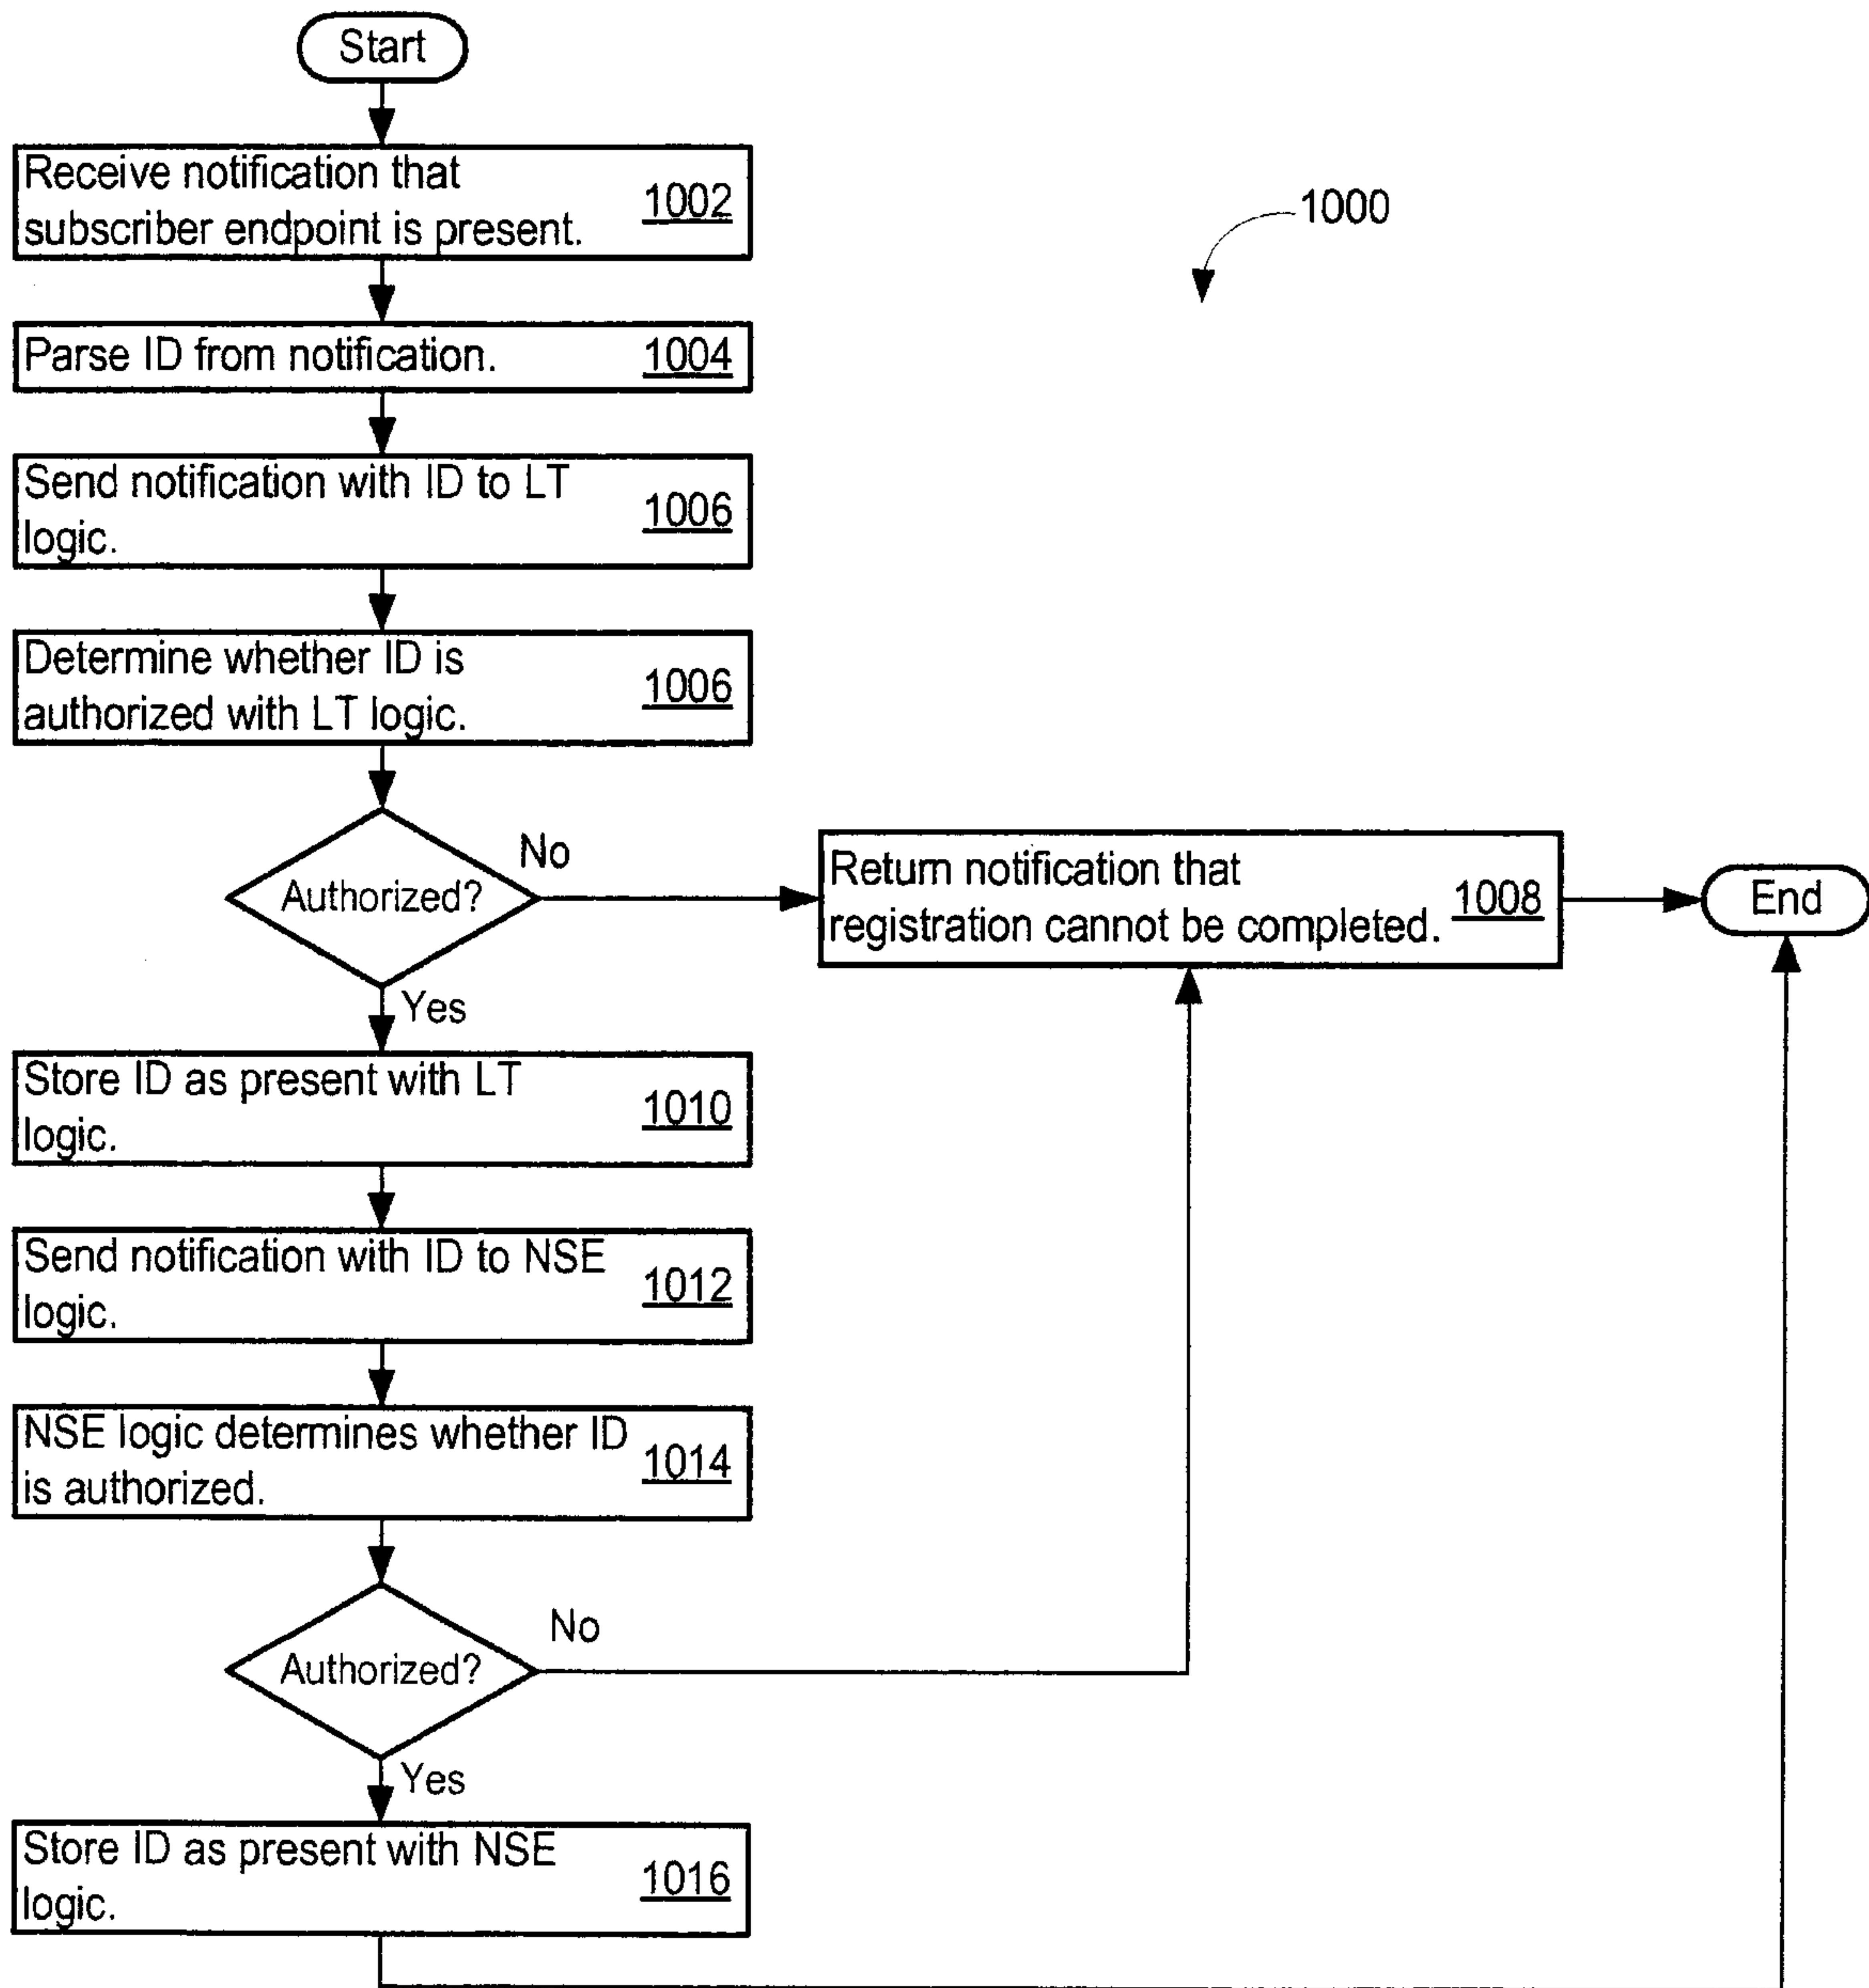 Start
Receive notification that
subscriber endpoint is present.
1002
1000
Parse ID from notification.
1004
Send notification with ID to LT
logic.
1006
Determine whether ID is
authorized with LT logic.
1006
Authorized?
No
Return notification that
registration cannot be completed.
1008
End
Yes
Store ID as present with LT
logic.
1010
Send notification with ID to NSE
logic.
1012
NSE logic determines whether ID
is authorized.
1014
Authorized?
No
Yes
Store ID as present with NSE
logic.
1016